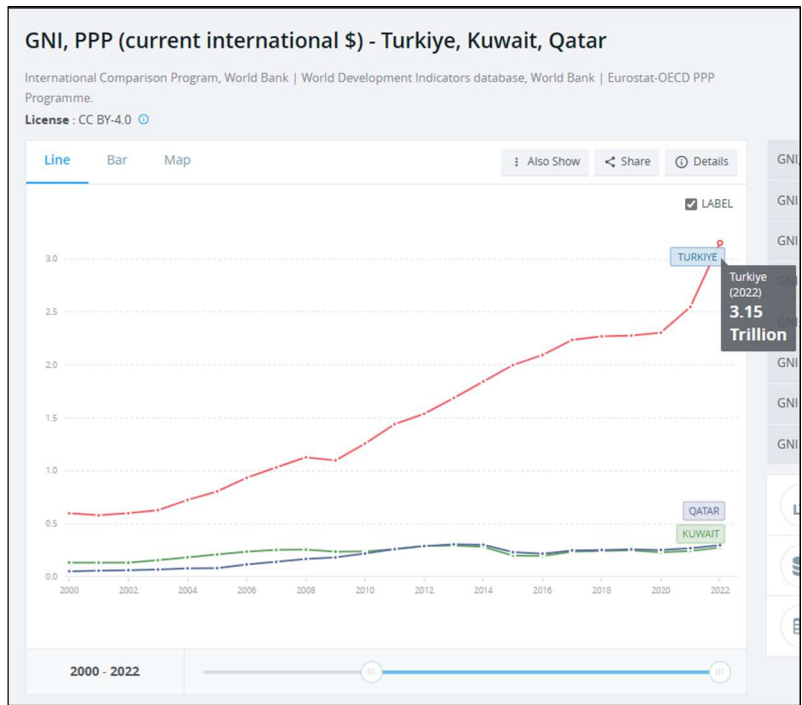 GNI, PPP (current international $) - Turkiye, Kuwait, Qatar
International Comparison Program, World Bank | World Development Indicators database, World Bank | Eurostat-OECD PPP
Programme.
License : CC BY-4.0
Line Bar Map
Also Show Share Details
LABEL
GNI,
GNI
GNI
GNI
GNI
GNI
GNI
3.0
2.5
2.0
1.5
1.0
0.5
0.0
TURKIYE
Turkiye
(2022)
3.15
Trillion
QATAR
KUWAIT
2000 2002 2004 2006 2008 2010 2012 2014 2016 2018 2020 2022
2000 - 2022